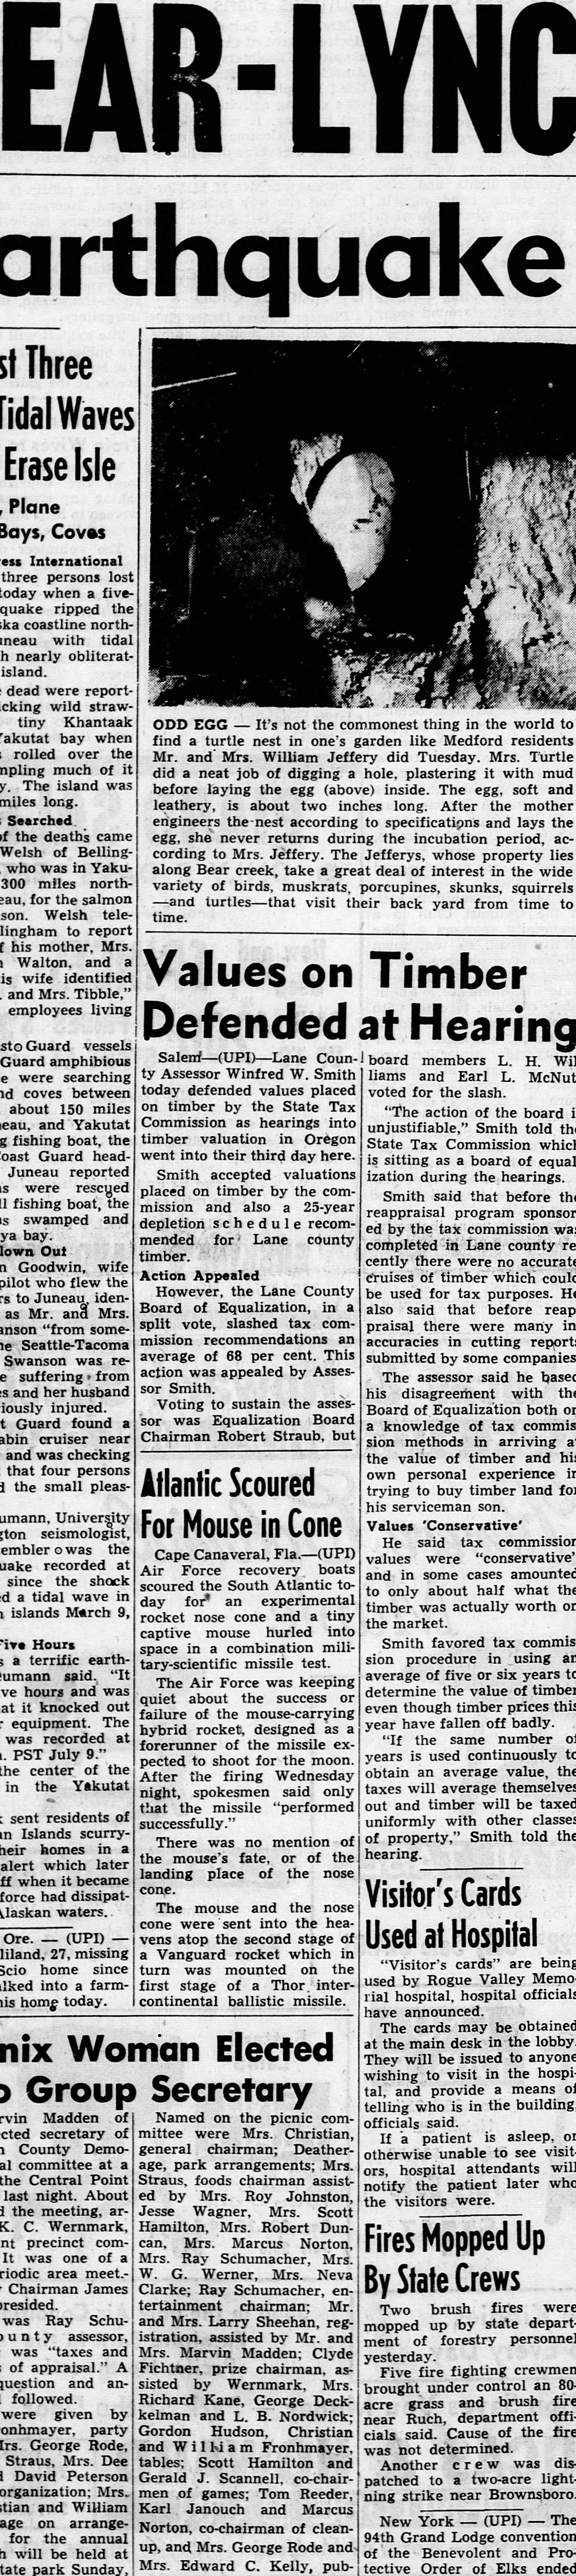 EAR-LYNC
arthquake
st Three
Tidal Waves
Erase Isle
, Plane
Bays, Coves
ress International
three persons lost
today when a five-
quake ripped the
ska coastline north-
uneau with tidal
h nearly obliterat-
island.
e dead were report-
icking wild straw-
tiny Khantaak
Yakutat bay when
s rolled over the
mpling much of it
y. The island was
miles long.
Searched
of the deaths came
Welsh of Belling-
, who was in Yaku-
300 miles north-
eau, for the salmon
son. Welsh tele-
llingham to report
f his mother, Mrs.
n Walton, and a
is wife identified
. and Mrs. Tibble,"
employees living
sto Guard vessels
Guard amphibious
e were searching
nd coves between
about 150 miles
neau, and Yakutat
g fishing boat, the
Coast Guard head-
Juneau reported
ns were rescued
ll fishing boat, the
as swamped and
ya bay.
lown Out
n Goodwin, wife
pilot who flew the
rs to Juneau, iden-
as Mr. and Mrs.
anson "from some-
he Seattle-Tacoma
Swanson was re-
e suffering from
es and her husband
iously injured.
t Guard found a
abin cruiser near
and was checking
that four persons
d the small pleas-
umann, University
gton seismologist,
embler was the
uake recorded at
since the shock
ed a tidal wave in
n islands March 9,
Five Hours
s a terrific earth-
eumann said. "It
ve hours and was
at it knocked out
r equipment. The
was recorded at
. PST July 9."
the center of the
in the Yakutat
k sent residents of
an Islands scurry-
heir homes in a
alert which later
ff when it became
force had dissipat-
Alaskan waters.
Ore. — (UPI) —
liland, 27, missing
Scio home since
alked into a farm-
his home today.
ODD EGG — It's not the commonest thing in the world to
find a turtle nest in one's garden like Medford residents
Mr. and Mrs. William Jeffery did Tuesday. Mrs. Turtle
did a neat job of digging a hole, plastering it with mud
before laying the egg (above) inside. The egg, soft and
leathery, is about two inches long. After the mother
engineers the nest according to specifications and lays the
egg, she never returns during the incubation period, ac-
cording to Mrs. Jeffery. The Jefferys, whose property lies
along Bear creek, take a great deal of interest in the wide
variety of birds, muskrats, porcupines, skunks, squirrels
—and turtles—that visit their back yard from time to
time.
Values on Timber
Defended at Hearing
Salem—(UPI)—Lane Coun-
ty Assessor Winfred W. Smith
today defended values placed
on timber by the State Tax
Commission as hearings into
timber valuation in Oregon
went into their third day here.
Smith accepted valuations
placed on timber by the com-
mission and also a 25-year
depletion schedule recom-
mended for Lane county
timber.
Action Appealed
However, the Lane County
Board of Equalization, in a
split vote, slashed tax com-
mission recommendations an
average of 68 per cent. This
action was appealed by Asses-
sor Smith.
Voting to sustain the asses-
sor was Equalization Board
Chairman Robert Straub, but
board members L. H. Wil
liams and Earl L. McNut
voted for the slash.
"The action of the board i
unjustifiable," Smith told the
State Tax Commission which
is sitting as a board of equal
ization during the hearings.
Smith said that before the
reappraisal program sponsor
ed by the tax commission was
completed in Lane county re
cently there were no accurate
cruises of timber which could
be used for tax purposes. He
also said that before reap
praisal there were many in
accuracies in cutting reports
submitted by some companies
The assessor said he based
his disagreement with the
Board of Equalization both on
a knowledge of tax commis
sion methods in arriving at
the value of timber and his
own personal experience in
trying to buy timber land for
his serviceman son.
Values 'Conservative'
He said tax commission
values were "conservative'
and in some cases amounted
to only about half what the
timber was actually worth on
the market.
Smith favored tax commis
sion procedure in using an
average of five or six years to
determine the value of timber
even though timber prices this
year have fallen off badly.
"If the same number of
years is used continuously to
obtain an average value, the
taxes will average themselves
out and timber will be taxed
uniformly with other classes
of property," Smith told the
hearing.
Atlantic Scoured
For Mouse in Cone
Cape Canaveral, Fla.—(UPI)
Air Force recovery boats
scoured the South Atlantic to-
day for an experimental
rocket nose cone and a tiny
captive mouse hurled into
space in a combination mili-
tary-scientific missile test.
The Air Force was keeping
quiet about the success or
failure of the mouse-carrying
hybrid rocket, designed as a
forerunner of the missile ex-
pected to shoot for the moon.
After the firing Wednesday
night, spokesmen said only
that the missile "performed
successfully."
There was no mention of
the mouse's fate, or of the
landing place of the nose
cone.
The mouse and the nose
cone were sent into the hea-
vens atop the second stage of
a Vanguard rocket which in
turn was mounted on the
first stage of a Thor inter-
continental ballistic missile.
Visitor's Cards
Used at Hospital
"Visitor's cards" are being
used by Rogue Valley Memo-
rial hospital, hospital officials
have announced.
The cards may be obtained
at the main desk in the lobby.
They will be issued to anyone
wishing to visit in the hospi-
tal, and provide a means of
telling who is in the building,
officials said.
If a patient is asleep, or
otherwise unable to see visit-
ors, hospital attendants will
notify the patient later who
the visitors were.
Fires Mopped Up
By State Crews
Two brush fires were
mopped up by state depart-
ment of forestry personnel
yesterday.
Five fire fighting crewmen
brought under control an 80-
acre grass and brush fire
near Ruch, department offi-
cials said. Cause of the fire
was not determined.
Another crew was dis-
patched to a two-acre light-
ning strike near Brownsboro.
New York — (UPI) — The
94th Grand Lodge convention
of the Benevolent and Pro-
tective Order of Elks ended
nix Woman Elected
o Group Secretary
rvin Madden of
cted secretary of
n County Demo-
al committee at a
the Central Point
last night. About
d the meeting, ar-
K. C. Wernmark,
nt precinct com-
It was one of a
riodic area meet-
Chairman James
presided.
was Ray Schu-
ounty assessor,
was "taxes and
of appraisal." A
question and an-
followed.
were given by
onhmayer, party
Mrs. George Rode,
Straus, Mrs. Dee
d David Peterson
organization; Mrs.
stian and William
age on arrange-
for the annual
h will be held at
tate park Sunday,
Named on the picnic com-
mittee were Mrs. Christian,
general chairman; Deather-
age, park arrangements; Mrs.
Straus, foods chairman assist-
ed by Mrs. Roy Johnston,
Jesse Wagner, Mrs. Scott
Hamilton, Mrs. Robert Dun-
can, Mrs. Marcus Norton,
Mrs. Ray Schumacher, Mrs.
W. G. Werner, Mrs. Neva
Clarke; Ray Schumacher, en-
tertainment chairman; Mr.
and Mrs. Larry Sheehan, reg-
istration, assisted by Mr. and
Mrs. Marvin Madden; Clyde
Fichtner, prize chairman, as-
sisted by Wernmark, Mrs.
Richard Kane, George Deck-
kelman and L. B. Nordwick;
Gordon Hudson, Christian
and William Fronhmayer,
tables; Scott Hamilton and
Gerald J. Scannell, co-chair-
men of games; Tom Reeder,
Karl Janouch and Marcus
Norton, co-chairman of clean-
up, and Mrs. George Rode and
Mrs. Edward C. Kelly, pub-